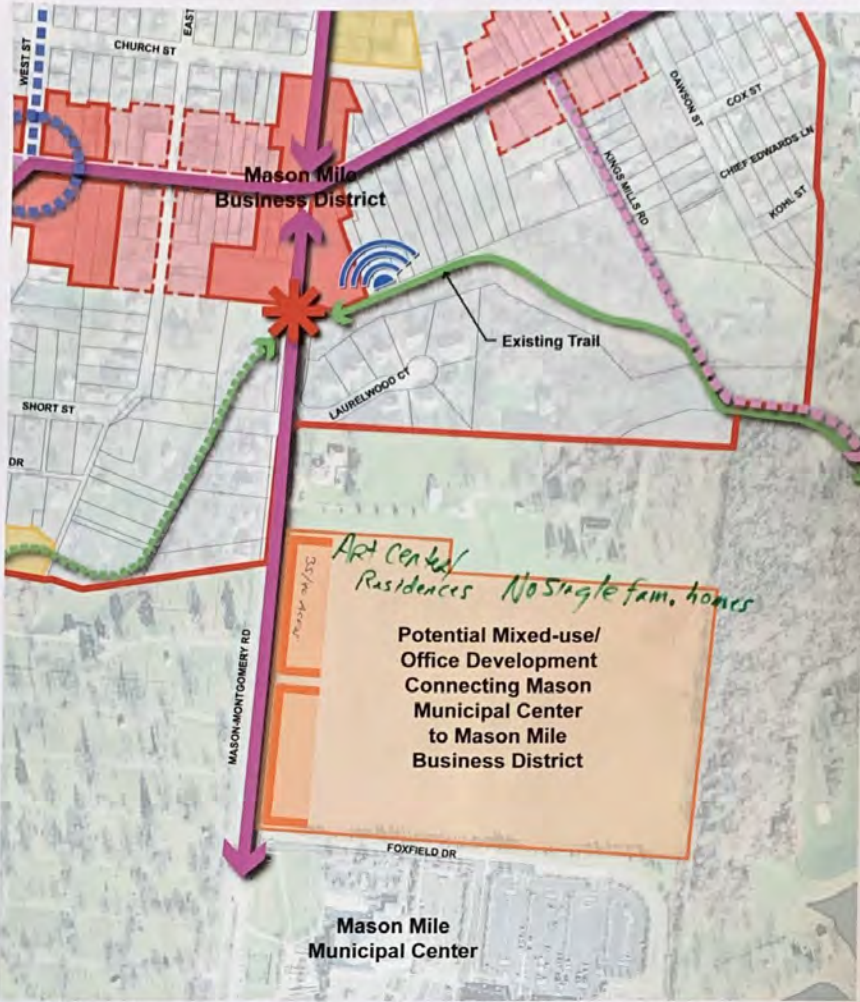 EAST
CHURCH ST
WEST ST
DAWSON ST
COX ST
CHIEF EDWARDS LN
KOHL ST
KINGS MILLS RD
Mason Mile
Business District
Existing Trail
LAURELWOOD CT
SHORT ST
DR
Art Center/
Residences No Single fam. homes
Potential Mixed-use/
Office Development
Connecting Mason
Municipal Center
to Mason Mile
Business District
MASON-MONTGOMERY RD
FOXFIELD DR
Mason Mile
Municipal Center